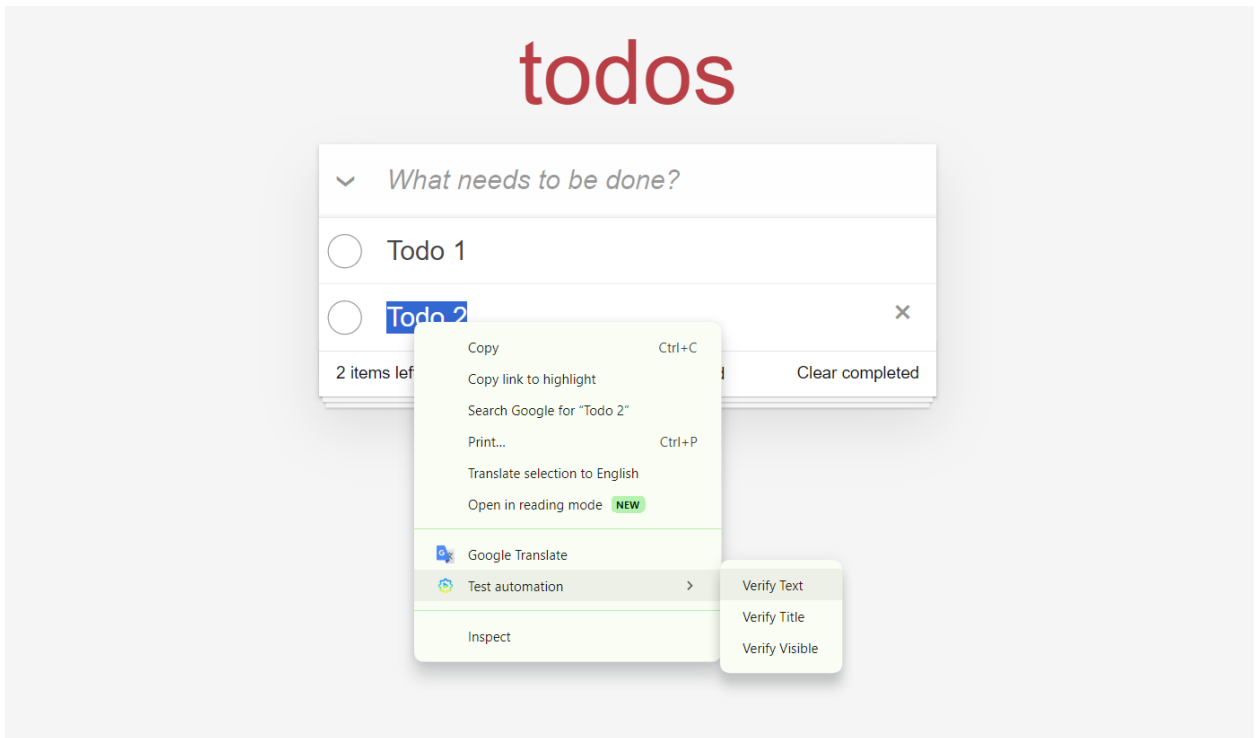 todos
What needs to be done?
Todo 1
Todo 2
2 items left
Clear completed
Copy Ctrl+C
Copy link to highlight
Search Google for “Todo 2”
Print... Ctrl+P
Translate selection to English
Open in reading mode NEW
Google Translate
Test automation
Verify Text
Verify Title
Verify Visible
Inspect